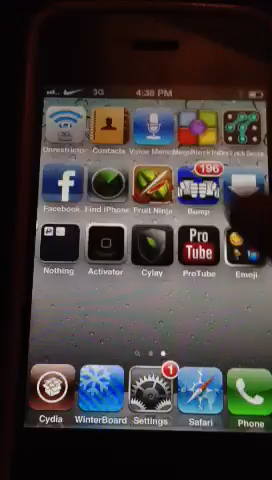 3G 4:38 PM
Unrestrictor Contacts Voice Memos
196
Facebook Find iPhone Fruit Ninja Bump
Pro
Tube
Nothing Activator Cylay ProTube Emoji
1
Cydia WinterBoard Settings Safari Phone